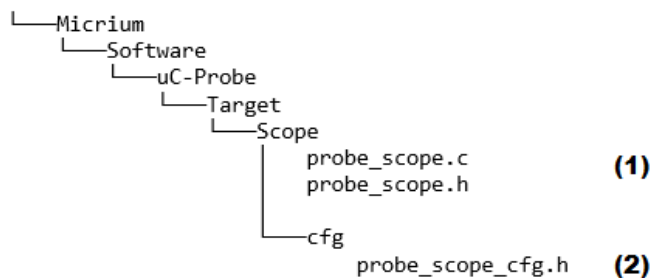 Micrium
Software
uC-Probe
Target
Scope
probe_scope.c
(1)
probe_scope.h
cfg
probe_scope_cfg.h (2)